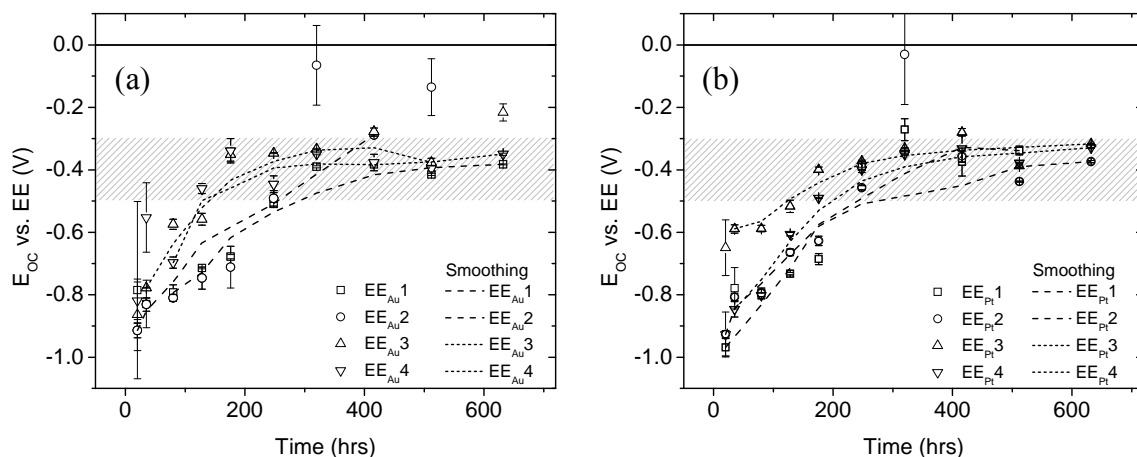 (a)
E_OC vs. EE (V)
0.0
-0.2
-0.4
-0.6
-0.8
-1.0
Smoothing
EE_Au1 EE_Au1
EE_Au2 EE_Au2
EE_Au3 EE_Au3
EE_Au4 EE_Au4
0 200 400 600
Time (hrs)
(b)
E_OC vs. EE (V)
0.0
-0.2
-0.4
-0.6
-0.8
-1.0
Smoothing
EE_Pt1 EE_Pt1
EE_Pt2 EE_Pt2
EE_Pt3 EE_Pt3
EE_Pt4 EE_Pt4
0 200 400 600
Time (hrs)